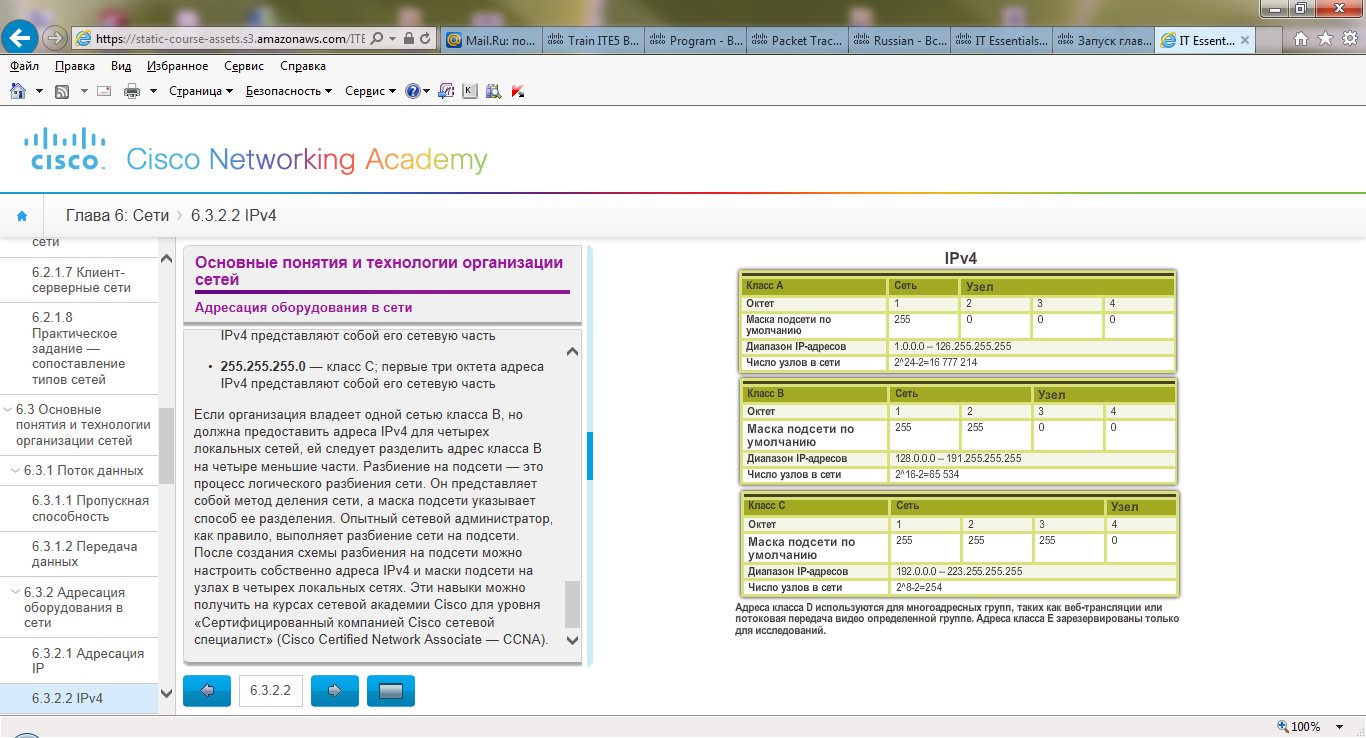 https://static-course-assets.s3.amazonaws.com/ITE
Mail.Ru: по...
Train ITE5 B...
Program - B...
Packet Trac...
Russian - Вс...
IT Essentials...
Запуск глав...
IT Essent...
Файл Правка Вид Избранное Сервис Справка
Страница Безопасность Сервис
cisco. Cisco Networking Academy
Глава 6: Сети › 6.3.2.2 IPv4
сети
6.2.1.7 Клиент-
серверные сети
6.2.1.8
Практическое
задание —
сопоставление
типов сетей
6.3 Основные
понятия и технологии
организации сетей
6.3.1 Поток данных
6.3.1.1 Пропускная
способность
6.3.1.2 Передача
данных
6.3.2 Адресация
оборудования в
сети
6.3.2.1 Адресация
IP
6.3.2.2 IPv4
Основные понятия и технологии организации
сетей
Адресация оборудования в сети
IPv4 представляют собой его сетевую часть
• 255.255.255.0 — класс C; первые три октета адреса
IPv4 представляют собой его сетевую часть
Если организация владеет одной сетью класса B, но
должна предоставить адреса IPv4 для четырех
локальных сетей, ей следует разделить адрес класса B
на четыре меньшие части. Разбиение на подсети — это
процесс логического разбиения сети. Он представляет
собой метод деления сети, а маска подсети указывает
способ ее разделения. Опытный сетевой администратор,
как правило, выполняет разбиение сети на подсети.
После создания схемы разбиения на подсети можно
настроить собственно адреса IPv4 и маски подсети на
узлах в четырех локальных сетях. Эти навыки можно
получить на курсах сетевой академии Cisco для уровня
«Сертифицированный компанией Cisco сетевой
специалист» (Cisco Certified Network Associate — CCNA).
6.3.2.2
IPv4
Класс A Сеть Узел
Октет 1 2 3 4
Маска подсети по
умолчанию 255 0 0 0
Диапазон IP-адресов 1.0.0.0 – 126.255.255.255
Число узлов в сети 2^24-2=16 777 214
Класс B Сеть Узел
Октет 1 2 3 4
Маска подсети по
умолчанию 255 255 0 0
Диапазон IP-адресов 128.0.0.0 – 191.255.255.255
Число узлов в сети 2^16-2=65 534
Класс C Сеть Узел
Октет 1 2 3 4
Маска подсети по
умолчанию 255 255 255 0
Диапазон IP-адресов 192.0.0.0 – 223.255.255.255
Число узлов в сети 2^8-2=254
Адреса класса D используются для многоадресных групп, таких как веб-трансляции или
потоковая передача видео определенной группе. Адреса класса E зарезервированы только
для исследований.
100%